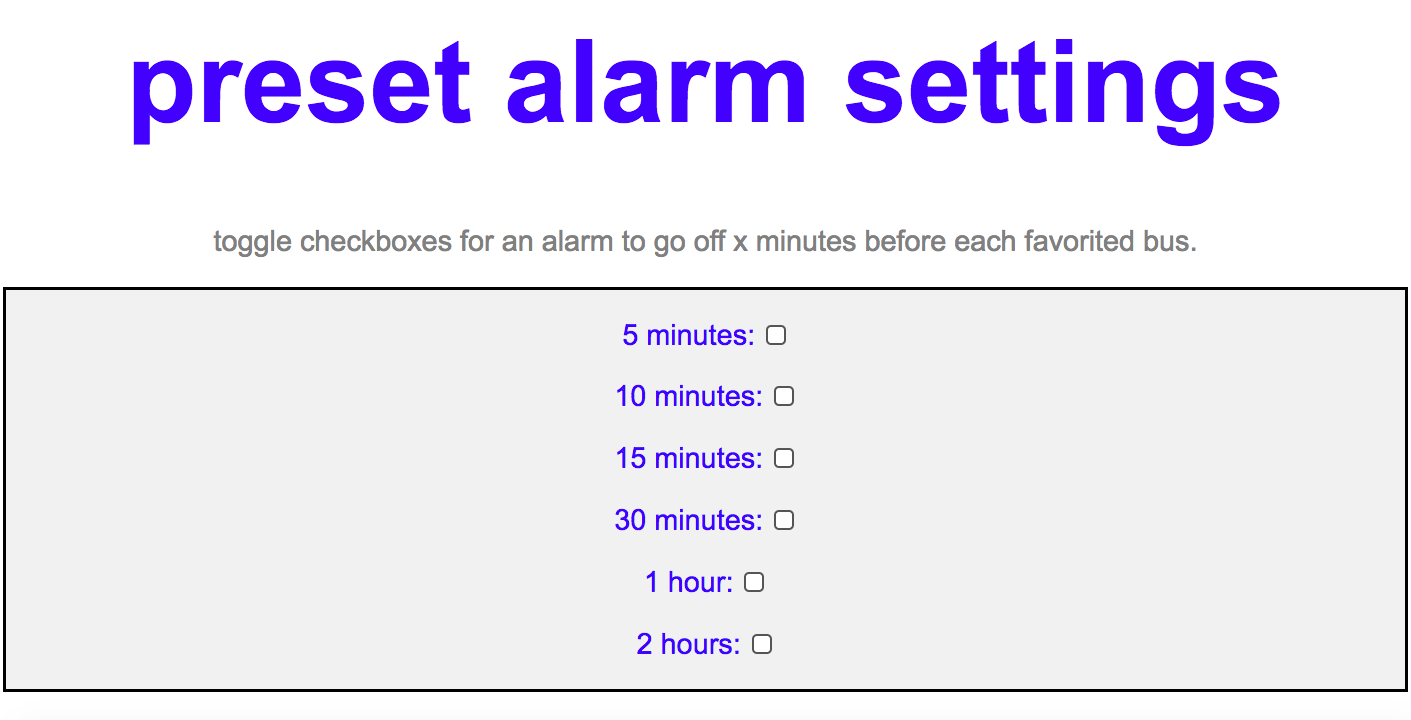 preset alarm settings
toggle checkboxes for an alarm to go off x minutes before each favorited bus.
5 minutes:
10 minutes:
15 minutes:
30 minutes:
1 hour:
2 hours: